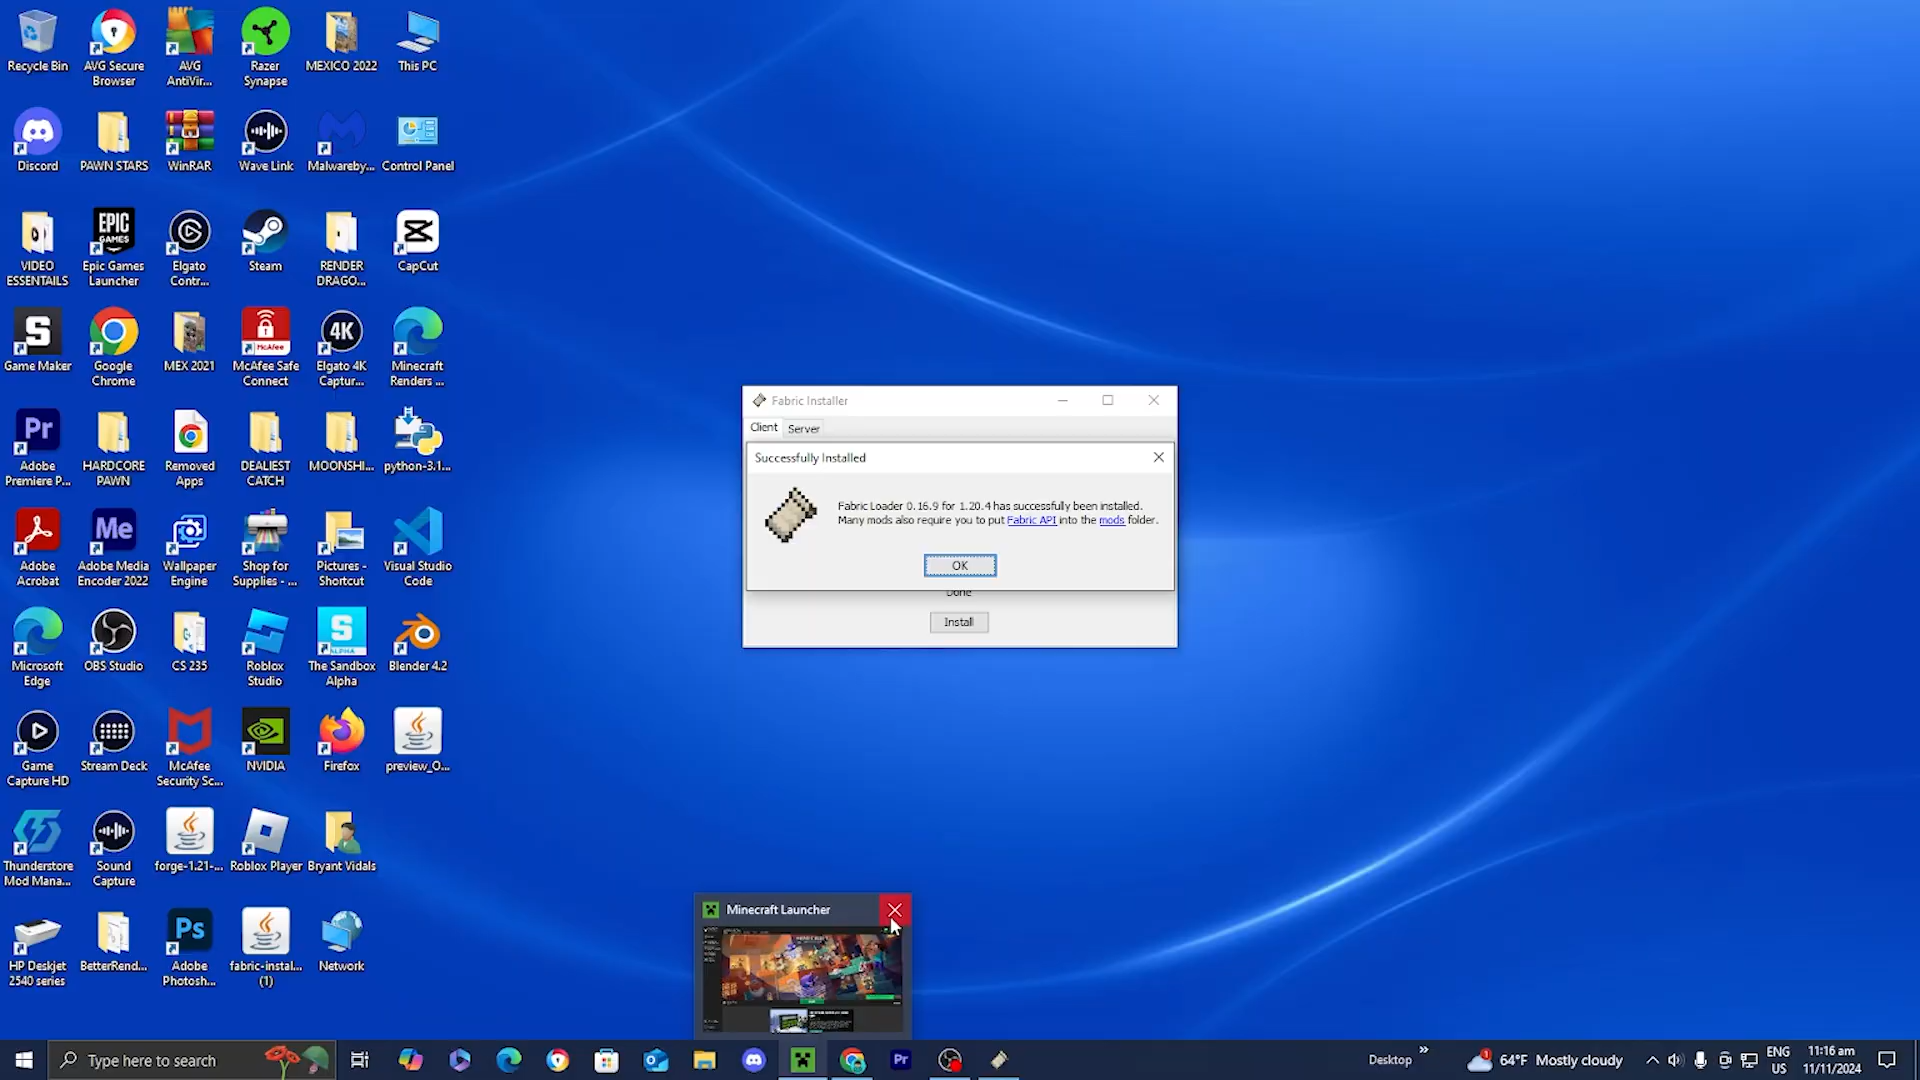 Recycle Bin
AVG Secure
Browser
AVG
AntiVir...
Razer
Synapse
MEXICO 2022
This PC
Discord
PAWN STARS
WinRAR
Wave Link
Malwareby...
Control Panel
VIDEO
ESSENTAILS
Epic Games
Launcher
Elgato
Contr...
Steam
RENDER
DRAGO...
CapCut
Game Maker
Google
Chrome
MEX 2021
McAfee Safe
Connect
Elgato 4K
Captur...
Minecraft
Renders ...
Adobe
Premiere P...
HARDCORE
PAWN
Removed
Apps
DEALIEST
CATCH
MOONSHI...
python-3.1...
Adobe
Acrobat
Adobe Media
Encoder 2022
Wallpaper
Engine
Shop for
Supplies - ...
Pictures -
Shortcut
Visual Studio
Code
Microsoft
Edge
OBS Studio
CS 235
Roblox
Studio
The Sandbox
Alpha
Blender 4.2
Game
Capture HD
Stream Deck
McAfee
Security Sc...
NVIDIA
Firefox
preview_O...
Thunderstore
Mod Mana...
Sound
Capture
forge-1.21-...
Roblox Player
Bryant Vidals
HP Deskjet
2540 series
BetterRend...
Adobe
Photosh...
fabric-instal...
(1)
Network
Fabric Installer
Client
Server
Successfully Installed
Fabric Loader 0.16.9 for 1.20.4 has successfully been installed.
Many mods also require you to put Fabric API into the mods folder.
OK
Done
Install
Minecraft Launcher
Type here to search
Desktop
64°F Mostly cloudy
ENG
US
11:16 am
11/11/2024